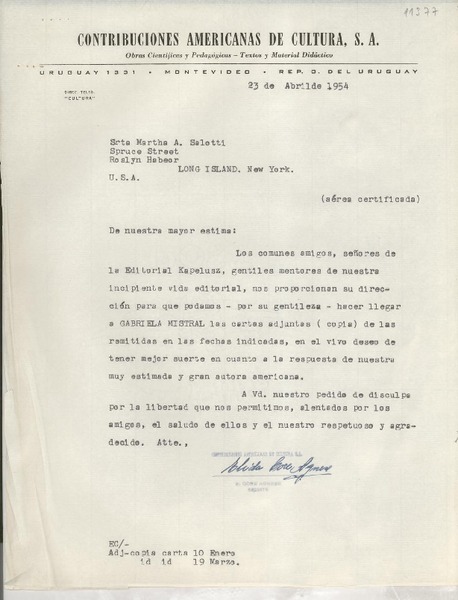 11377
CONTRIBUCIONES AMERICANAS DE CULTURA, S. A.
Obras Científicas y Pedagógicas – Textos y Material Didáctico
URUGUAY 1331 • MONTEVIDEO • REP. O. DEL URUGUAY
"CULTURA"
23 de Abrilde 1954
Srta Martha A. Salotti
Spruce Street
Roslyn Habear
LONG ISLAND. New York.
U.S.A.
(aérea certificada)
De nuestra mayor estima:
Los comunes amigos, señores de
la Editorial Kapelusz, gentiles mentores de nuestra
incipiente vida editorial, nos proporcionan su direc-
ción para que podamos - por su gentileza - hacer llegar
a GABRIELA MISTRAL las cartas adjuntas ( copia) de las
remitidas en las fechas indicadas, en el vivo deseo de
tener mejor suerte en cuanto a la respuesta de nuestra
muy estimada y gran autora americana.
A Vd. nuestro pedido de disculpa
por la libertad que nos permitimos, alentados por los
amigos, el saludo de ellos y el nuestro respetuoso y agra-
decido. Atte.,
CONTRIBUCIONES AMERICANAS DE CULTURA S.A.
EC/-
Adj-copia carta 10 Enero
id id 19 Marzo.